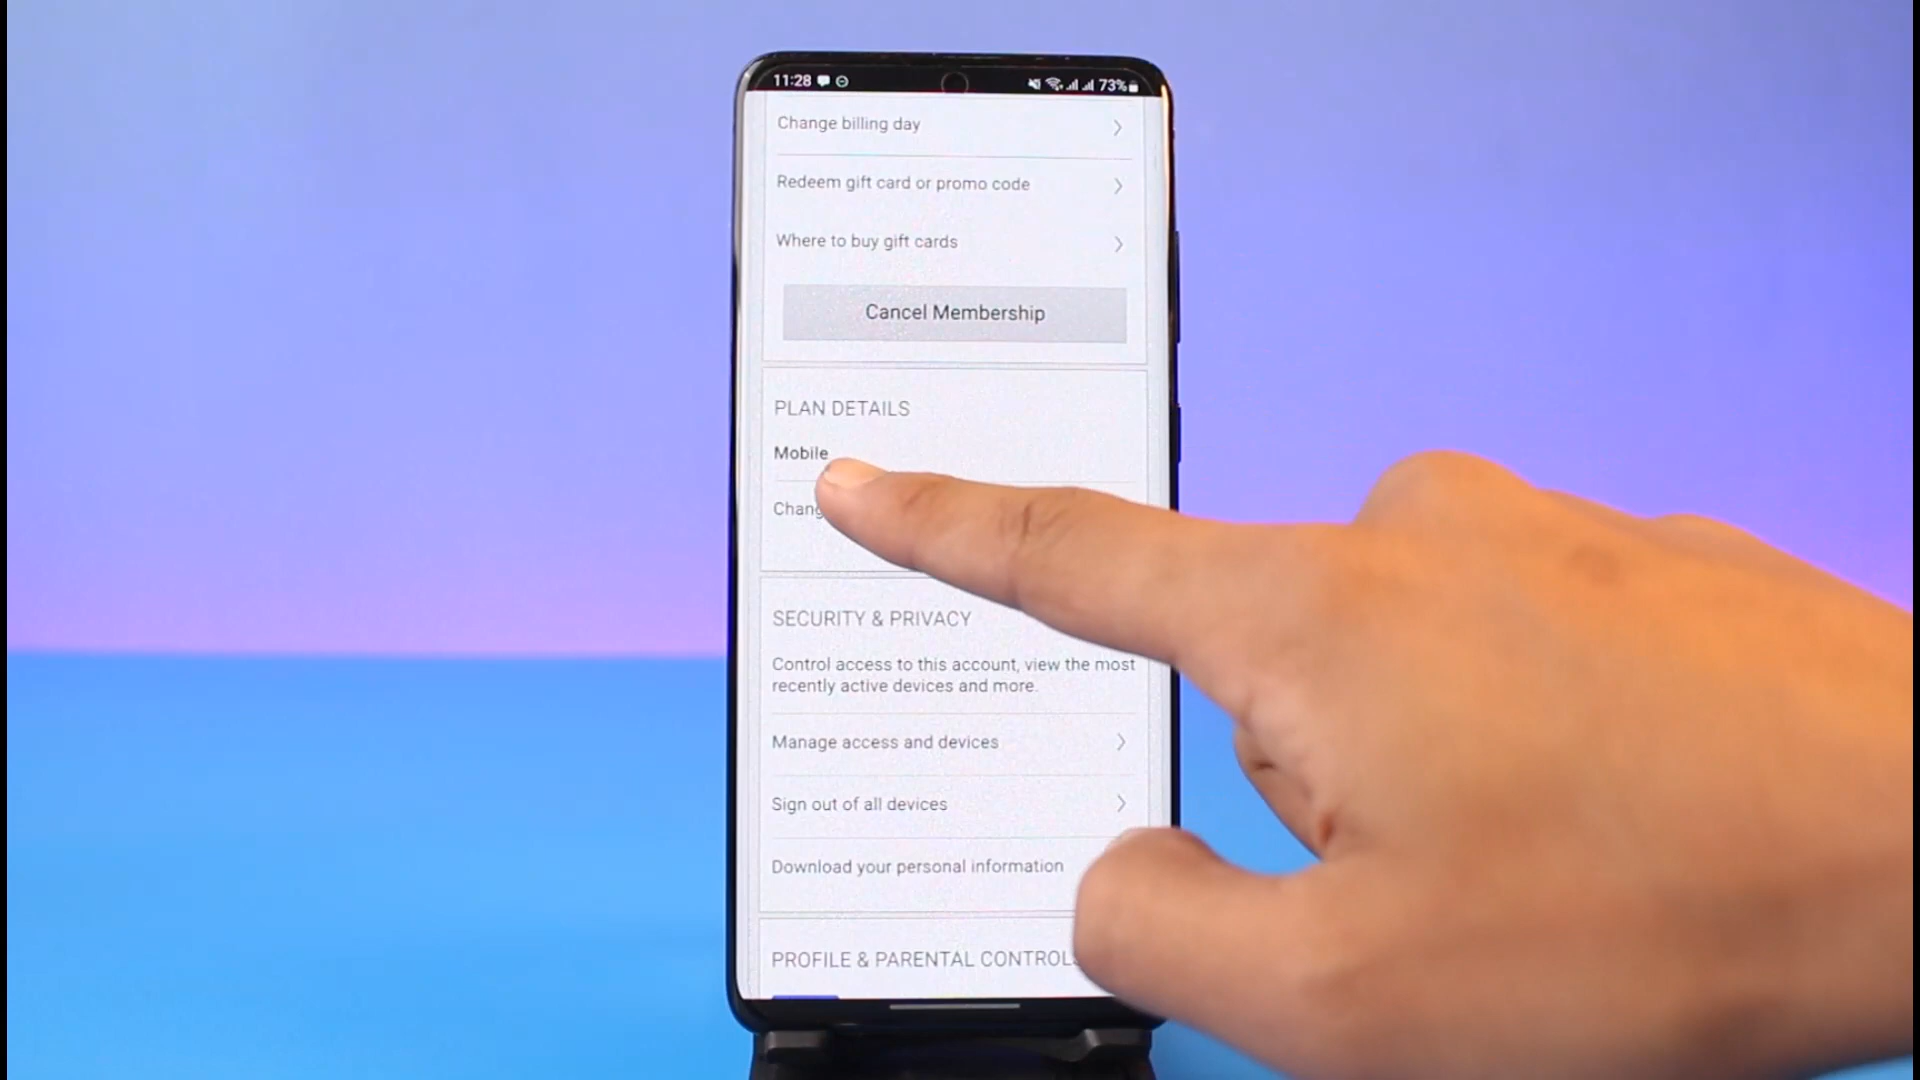 11:28
73%
Change billing day
Redeem gift card or promo code
Where to buy gift cards
Cancel Membership
PLAN DETAILS
Mobile
Chang
SECURITY & PRIVACY
Control access to this account, view the most
recently active devices and more.
Manage access and devices
Sign out of all devices
Download your personal information
PROFILE & PARENTAL CONTROLS